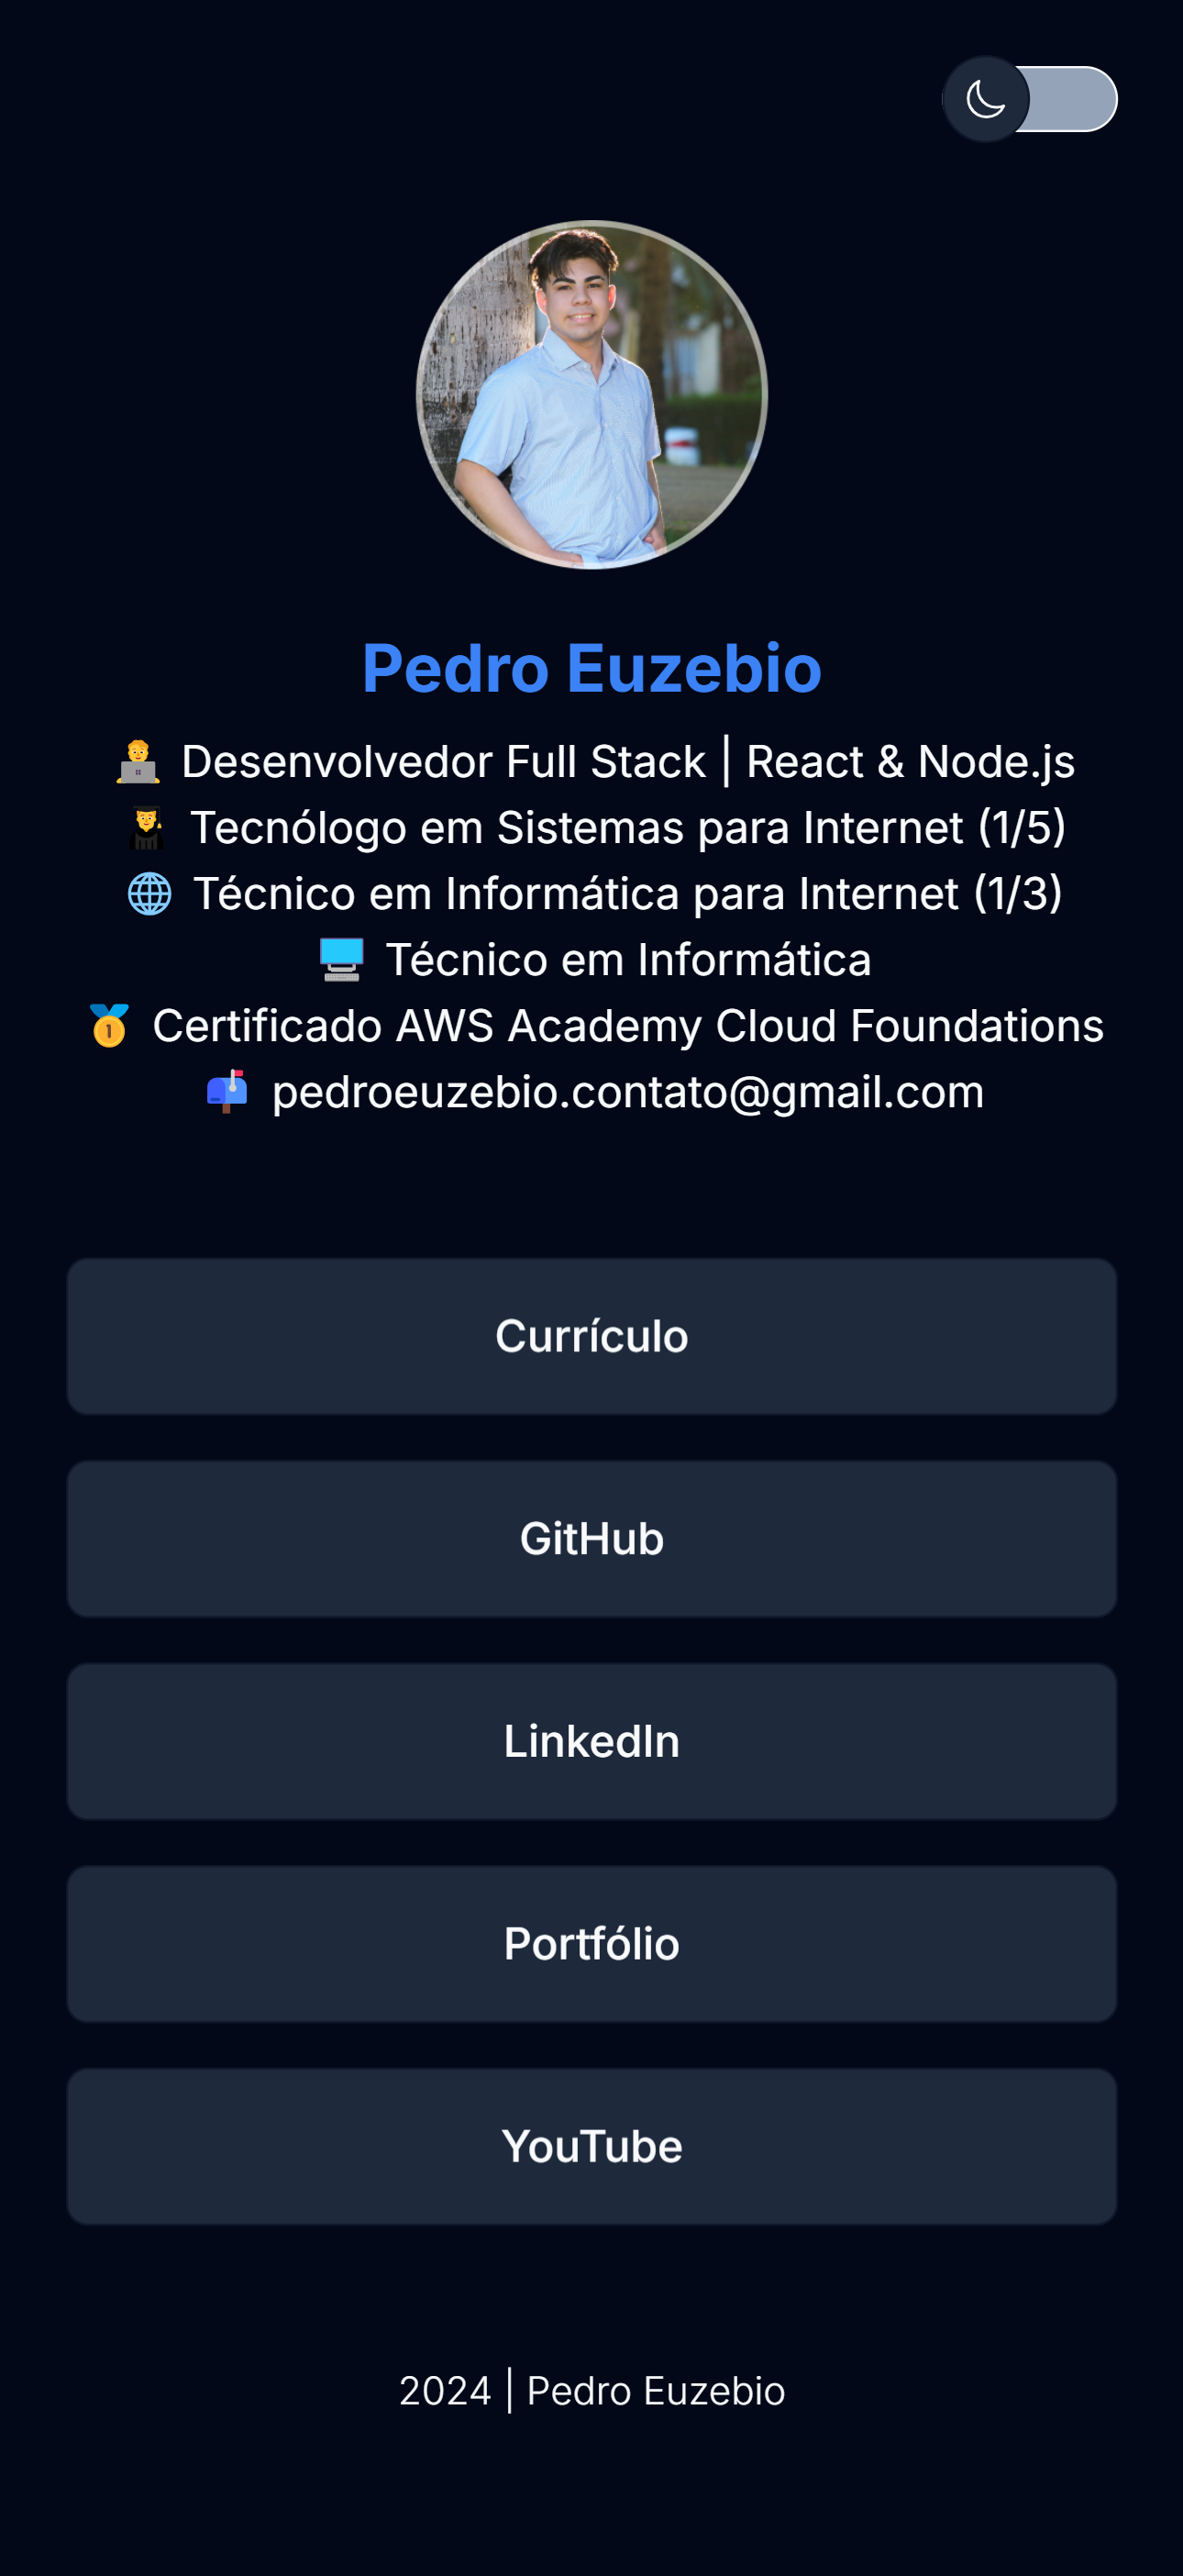 Pedro Euzebio
Desenvolvedor Full Stack | React & Node.js
Tecnólogo em Sistemas para Internet (1/5)
Técnico em Informática para Internet (1/3)
Técnico em Informática
Certificado AWS Academy Cloud Foundations
pedroeuzebio.contato@gmail.com
Currículo
GitHub
LinkedIn
Portfólio
YouTube
2024 | Pedro Euzebio